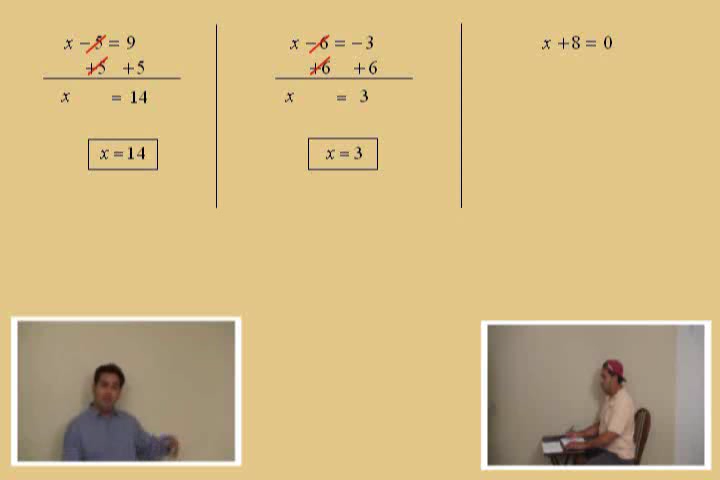 x − 5 = 9
+5 +5
x = 14
x = 14
x − 6 = −3
+6 +6
x = 3
x = 3
x + 8 = 0